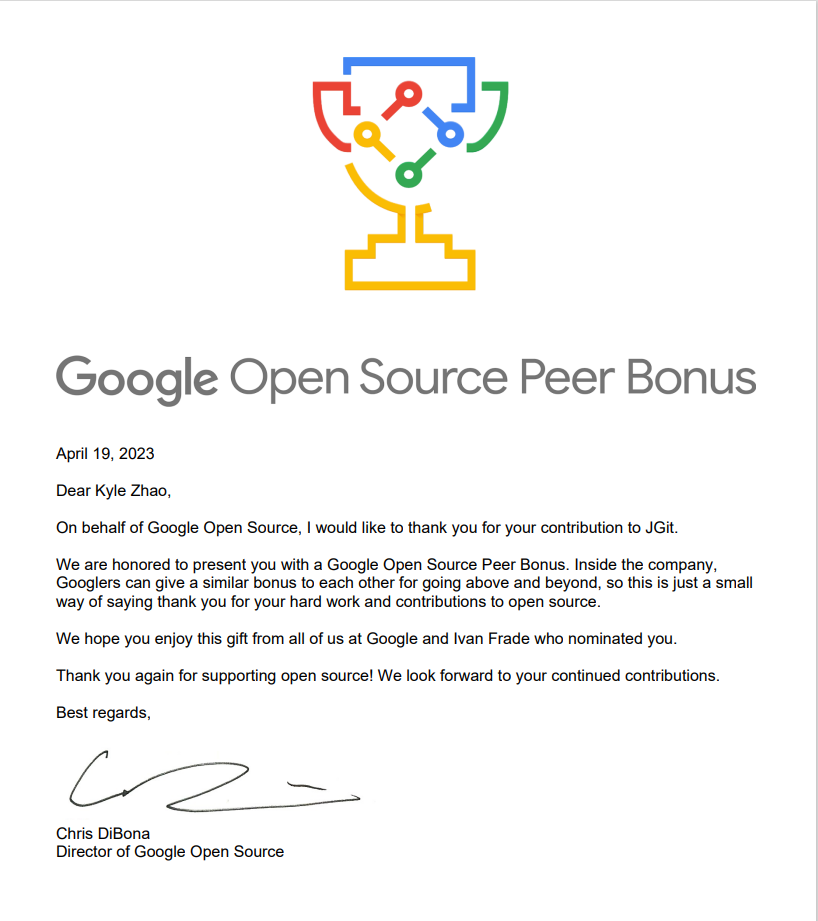 Google Open Source Peer Bonus
April 19, 2023
Dear Kyle Zhao,
On behalf of Google Open Source, I would like to thank you for your contribution to JGit.
We are honored to present you with a Google Open Source Peer Bonus. Inside the company,
Googlers can give a similar bonus to each other for going above and beyond, so this is just a small
way of saying thank you for your hard work and contributions to open source.
We hope you enjoy this gift from all of us at Google and Ivan Frade who nominated you.
Thank you again for supporting open source! We look forward to your continued contributions.
Best regards,
Chris DiBona
Director of Google Open Source